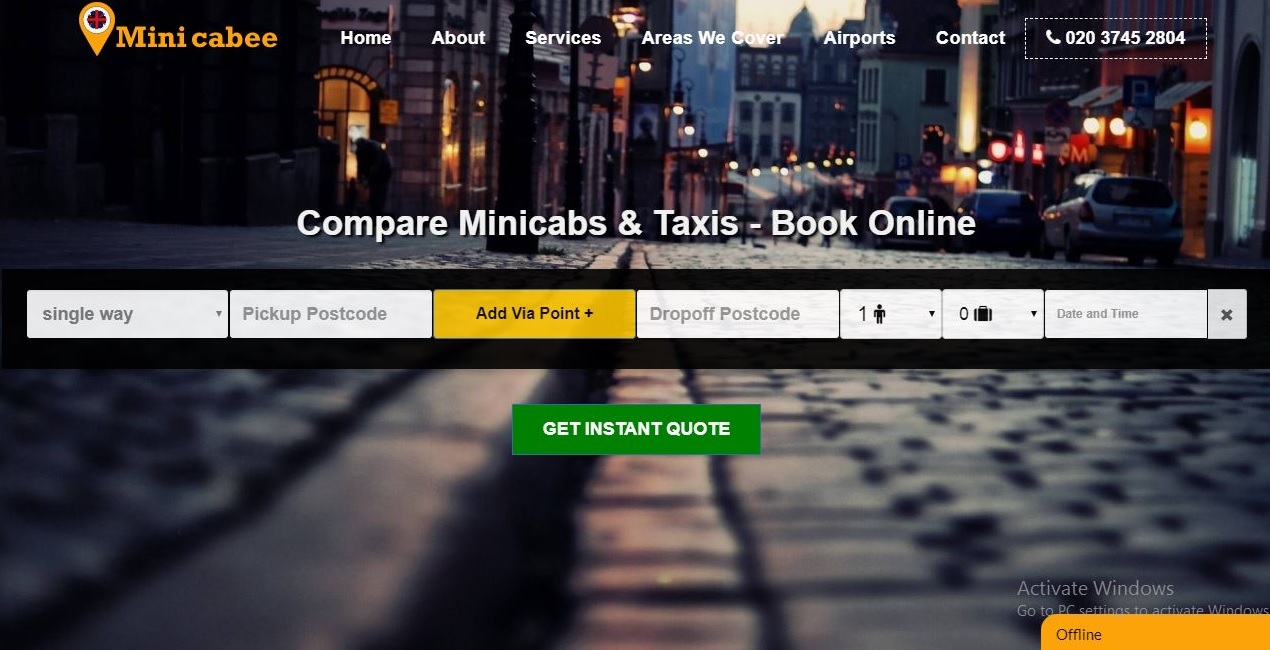 Mini cabee
Home
About
Services
Areas We Cover
Airports
Contact
020 3745 2804
Compare Minicabs & Taxis - Book Online
single way
Pickup Postcode
Add Via Point +
Dropoff Postcode
1
0
Date and Time
GET INSTANT QUOTE
Activate Windows
Go to PC settings to activate Windows
Offline